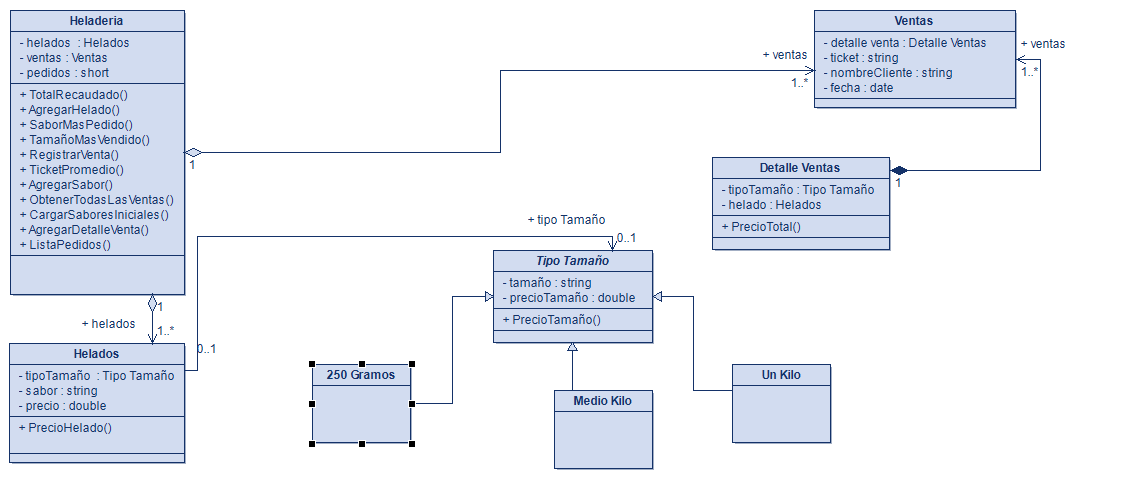 Heladeria
- helados : Helados
- ventas : Ventas
- pedidos : short
+ TotalRecaudado()
+ AgregarHelado()
+ SaborMasPedido()
+ TamañoMasVendido()
+ RegistrarVenta()
+ TicketPromedio()
+ AgregarSabor()
+ ObtenerTodasLasVentas()
+ CargarSaboresIniciales()
+ AgregarDetalleVenta()
+ ListaPedidos()
1
+ ventas
1..*
Ventas
- detalle venta : Detalle Ventas
- ticket : string
- nombreCliente : string
- fecha : date
+ ventas
1..*
Detalle Ventas
- tipoTamaño : Tipo Tamaño
- helado : Helados
+ PrecioTotal()
1
+ tipo Tamaño
0..1
Tipo Tamaño
- tamaño : string
- precioTamaño : double
+ PrecioTamaño()
1
+ helados
1..*
0..1
Helados
- tipoTamaño : Tipo Tamaño
- sabor : string
- precio : double
+ PrecioHelado()
250 Gramos
Medio Kilo
Un Kilo